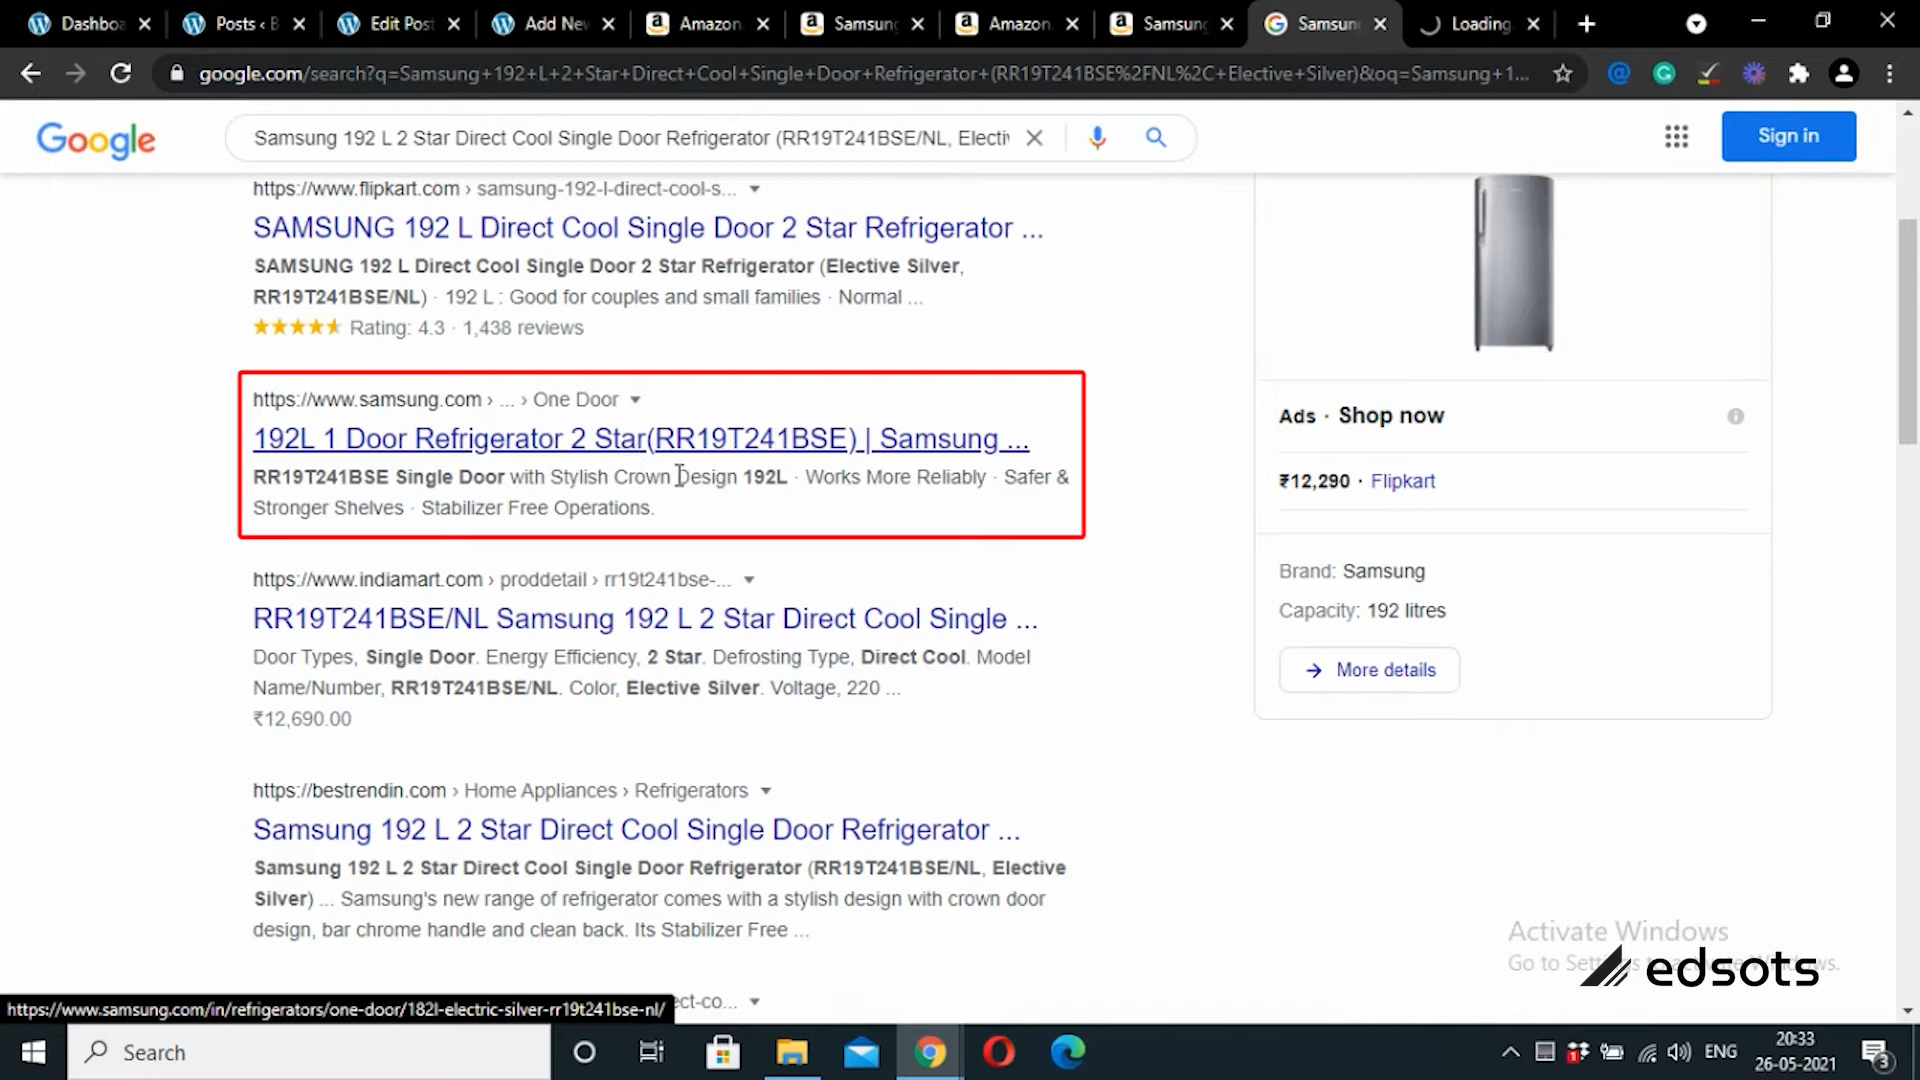 Dashboa
Posts ‹ B
Edit Post
Add Nev
Amazon.
Samsung
Amazon.
Samsung
Samsun
Loading
google.com/search?q=Samsung+192+L+2+Star+Direct+Cool+Single+Door+Refrigerator+(RR19T241BSE%2FNL%2C+Elective+Silver)&oq=Samsung+1...
Google
Samsung 192 L 2 Star Direct Cool Single Door Refrigerator (RR19T241BSE/NL, Electiv
Sign in
https://www.flipkart.com › samsung-192-l-direct-cool-s...
SAMSUNG 192 L Direct Cool Single Door 2 Star Refrigerator ...
SAMSUNG 192 L Direct Cool Single Door 2 Star Refrigerator (Elective Silver,
RR19T241BSE/NL) · 192 L : Good for couples and small families · Normal ...
Rating: 4.3 · 1,438 reviews
https://www.samsung.com › ... › One Door
192L 1 Door Refrigerator 2 Star(RR19T241BSE) | Samsung ...
RR19T241BSE Single Door with Stylish Crown Design 192L · Works More Reliably · Safer &
Stronger Shelves · Stabilizer Free Operations.
https://www.indiamart.com › proddetail › rr19t241bse-...
RR19T241BSE/NL Samsung 192 L 2 Star Direct Cool Single ...
Door Types, Single Door. Energy Efficiency, 2 Star. Defrosting Type, Direct Cool. Model
Name/Number, RR19T241BSE/NL. Color, Elective Silver. Voltage, 220 ...
₹12,690.00
https://bestrendin.com › Home Appliances › Refrigerators
Samsung 192 L 2 Star Direct Cool Single Door Refrigerator ...
Samsung 192 L 2 Star Direct Cool Single Door Refrigerator (RR19T241BSE/NL, Elective
Silver) ... Samsung's new range of refrigerator comes with a stylish design with crown door
design, bar chrome handle and clean back. Its Stabilizer Free ...
ect-co...
Ads · Shop now
₹12,290 · Flipkart
Brand: Samsung
Capacity: 192 litres
More details
Activate Windows
Go to Sett
edsots
https://www.samsung.com/in/refrigerators/one-door/182l-electric-silver-rr19t241bse-nl/
Search
ENG
20:33
26-05-2021
3
1